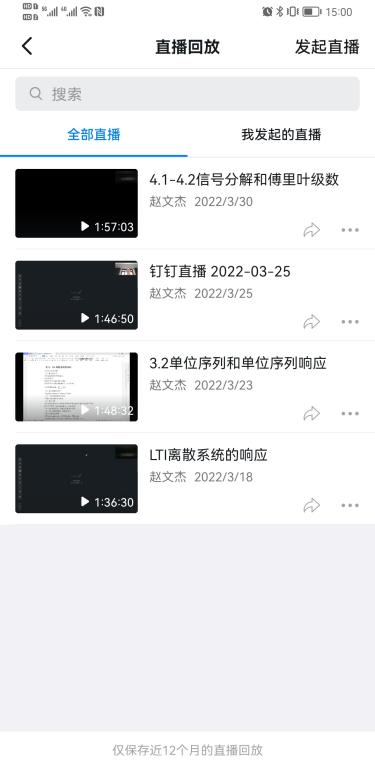 15:00
直播回放
发起直播
搜索
全部直播
我发起的直播
4.1-4.2信号分解和傅里叶级数
赵文杰 2022/3/30
1:57:03
钉钉直播 2022-03-25
赵文杰 2022/3/25
1:46:50
3.2单位序列和单位序列响应
赵文杰 2022/3/23
1:48:32
LTI离散系统的响应
赵文杰 2022/3/18
1:36:30
仅保存近12个月的直播回放